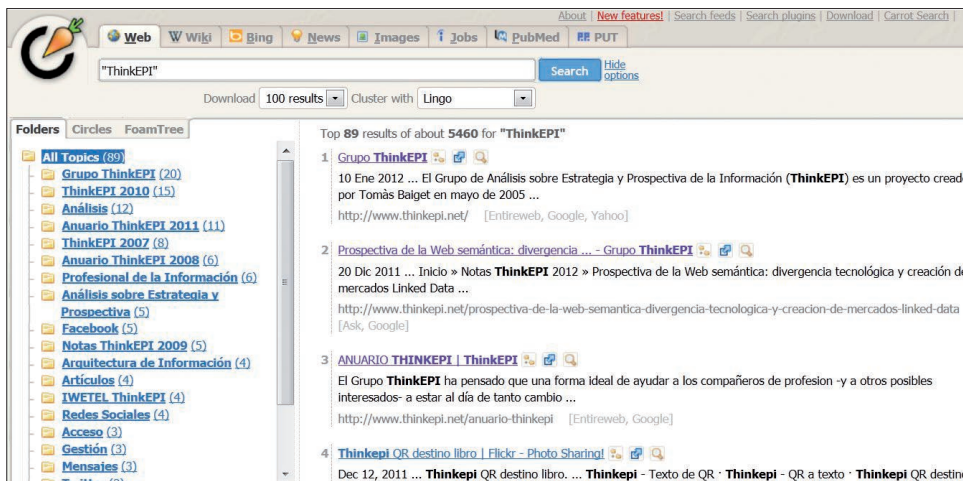 About | New features! | Search feeds | Search plugins | Download | Carrot Search |
Web Wiki Bing News Images Jobs PubMed PUT
"ThinkEPI" Search Hide options
Download 100 results Cluster with Lingo
Folders Circles FoamTree
All Topics (89)
Grupo ThinkEPI (20)
ThinkEPI 2010 (15)
Análisis (12)
Anuario ThinkEPI 2011 (11)
ThinkEPI 2007 (8)
Anuario ThinkEPI 2008 (6)
Profesional de la Información (6)
Análisis sobre Estrategia y
Prospectiva (5)
Facebook (5)
Notas ThinkEPI 2009 (5)
Arquitectura de Información (4)
Artículos (4)
IWETEL ThinkEPI (4)
Redes Sociales (4)
Acceso (3)
Gestión (3)
Mensajes (3)
Top 89 results of about 5460 for "ThinkEPI"
1 Grupo ThinkEPI
10 Ene 2012 ... El Grupo de Análisis sobre Estrategia y Prospectiva de la Información (ThinkEPI) es un proyecto
por Tomàs Baiget en mayo de 2005 ...
http://www.thinkepi.net/ [Entireweb, Google, Yahoo]
2 Prospectiva de la Web semántica: divergencia ... - Grupo ThinkEPI
20 Dic 2011 ... Inicio » Notas ThinkEPI 2012 » Prospectiva de la Web semántica: divergencia tecnológica y creación
mercados Linked Data ...
http://www.thinkepi.net/prospectiva-de-la-web-semantica-divergencia-tecnologica-y-creacion-de-mercados-linked-data
[Ask, Google]
3 ANUARIO THINKEPI | ThinkEPI
El Grupo ThinkEPI ha pensado que una forma ideal de ayudar a los compañeros de profesion -y a otros posibles
interesados- a estar al día de tanto cambio ...
http://www.thinkepi.net/anuario-thinkepi [Entireweb, Google]
4 Thinkepi QR destino libro | Flickr - Photo Sharing!
Dec 12, 2011 ... Thinkepi QR destino libro. ... Thinkepi - Texto de QR · Thinkepi - QR a texto · Thinkepi QR